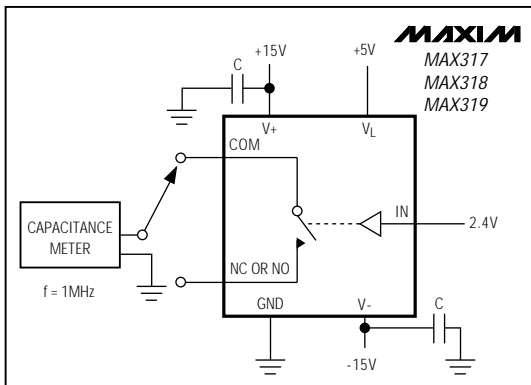 MAXIM
MAX317
MAX318
MAX319
+15V
+5V
C
V+
VL
COM
IN
2.4V
CAPACITANCE
METER
NC OR NO
f = 1MHz
GND
V-
C
-15V